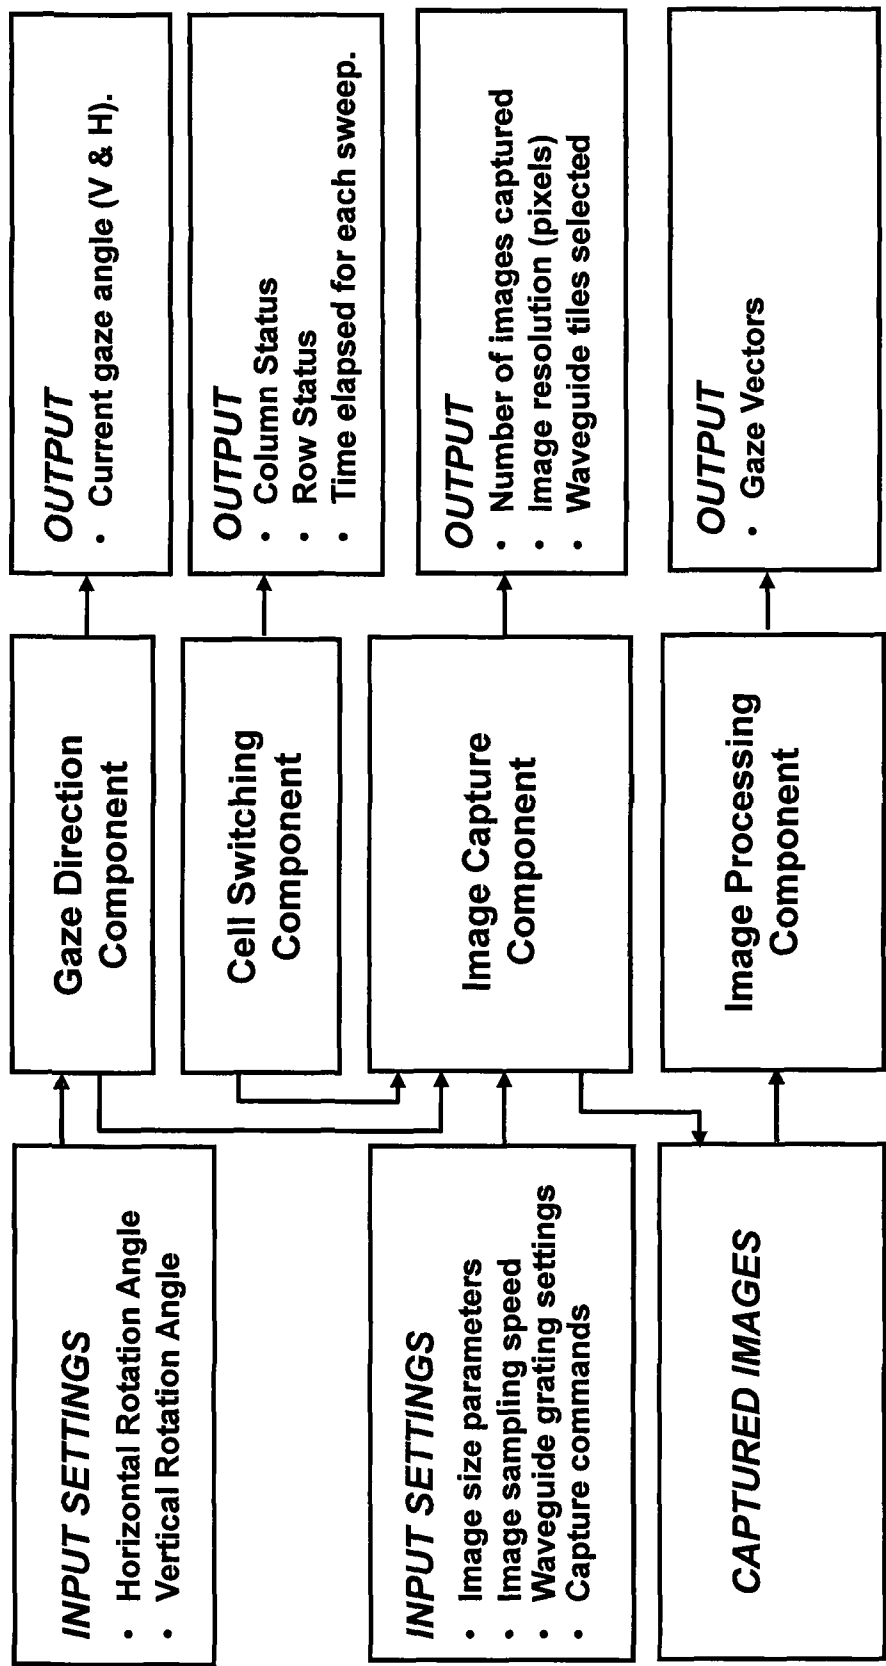 INPUT SETTINGS
• Horizontal Rotation Angle
• Vertical Rotation Angle
Gaze Direction
Component
OUTPUT
• Current gaze angle (V & H).
Cell Switching
Component
OUTPUT
• Column Status
• Row Status
• Time elapsed for each sweep.
INPUT SETTINGS
• Image size parameters
• Image sampling speed
• Waveguide grating settings
• Capture commands
Image Capture
Component
OUTPUT
• Number of images captured
• Image resolution (pixels)
• Waveguide tiles selected
CAPTURED IMAGES
Image Processing
Component
OUTPUT
• Gaze Vectors